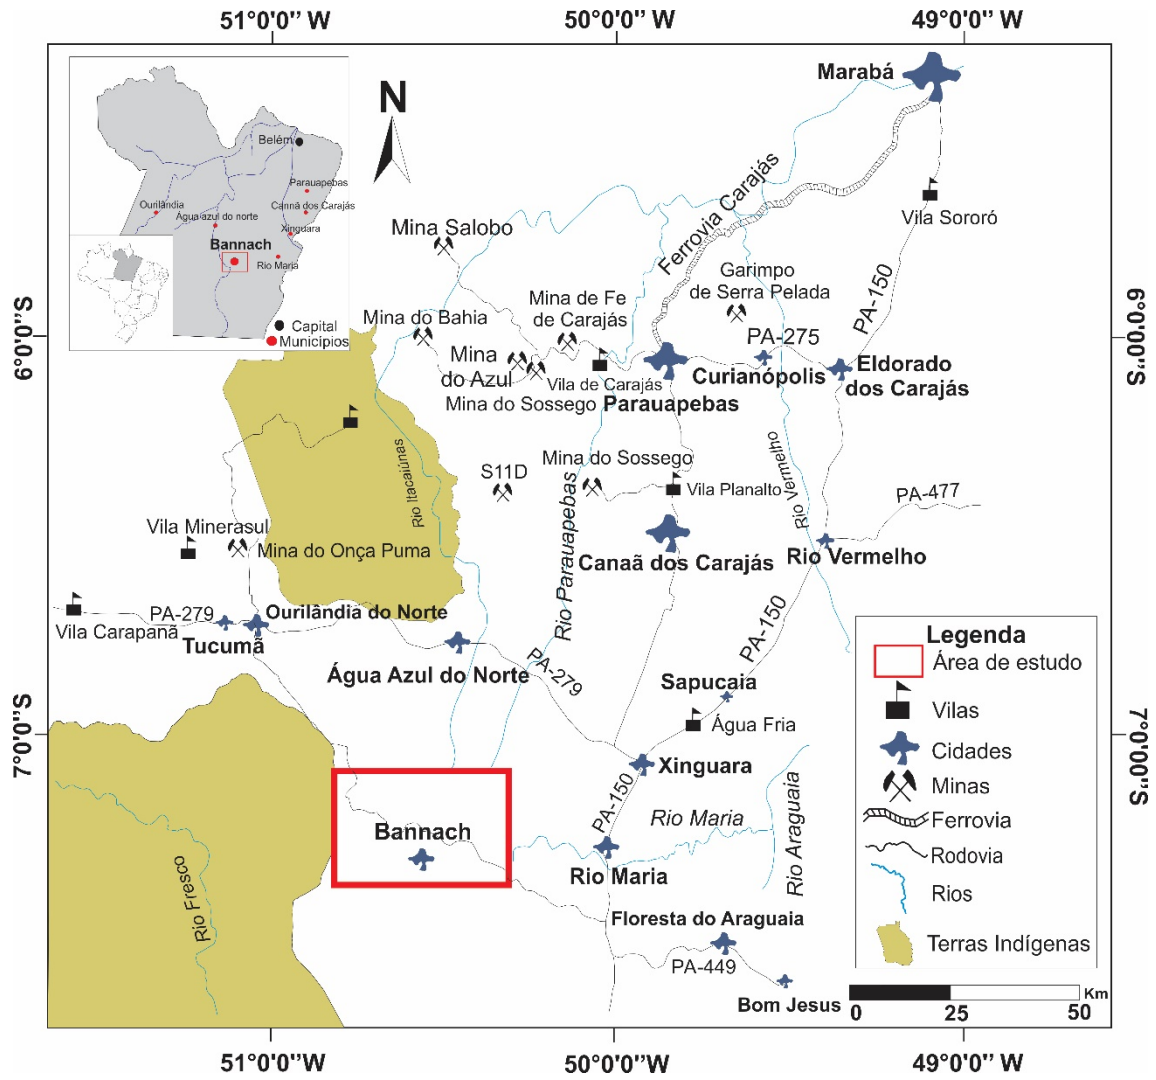 51°0'0''W
50°0'0''W
49°0'0''W
6°0'0''S
7°0'0''S
6°0'0''S
7°0'0''S
51°0'0''W
50°0'0''W
49°0'0''W
Belém
Parauapebas
Ourilândia
Cannã dos Carajás
Água azul do norte
Xinguara
Bannach
Rio Maria
Capital
Municípios
N
Marabá
Ferrovia Carajás
Vila Sororó
PA-150
Mina Salobo
Garimpo
de Serra Pelada
Mina de Fe
de Carajás
Mina do Bahia
PA-275
Mina
do Azul
Vila de Carajás
Curianópolis
Eldorado
dos Carajás
Mina do Sossego
Parauapebas
Rio Itacaiúnas
S11D
Mina do Sossego
Vila Planalto
Rio Vermelho
PA-477
Vila Minerasul
Mina do Onça Puma
Rio Parauapebas
Canaã dos Carajás
Rio Vermelho
PA-279
Ourilândia do Norte
Vila Carapanã
Tucumã
Água Azul do Norte
PA-279
PA-150
Sapucaia
Água Fria
Xinguara
PA-150
Rio Maria
Rio Araguaia
Bannach
Rio Maria
Rio Fresco
Floresta do Araguaia
PA-449
Bom Jesus
Legenda
Área de estudo
Vilas
Cidades
Minas
Ferrovia
Rodovia
Rios
Terras Indígenas
Km
0
25
50